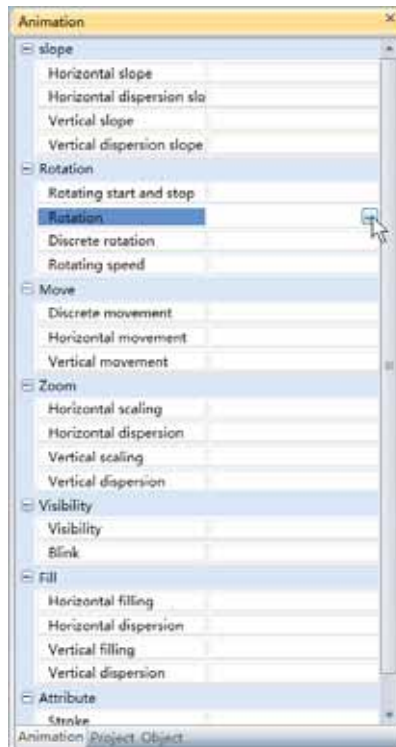 Animation
slope
Horizontal slope
Horizontal dispersion slo
Vertical slope
Vertical dispersion slope
Rotation
Rotating start and stop
Rotation
Discrete rotation
Rotating speed
Move
Discrete movement
Horizontal movement
Vertical movement
Zoom
Horizontal scaling
Horizontal dispersion
Vertical scaling
Vertical dispersion
Visibility
Visibility
Blink
Fill
Horizontal filling
Horizontal dispersion
Vertical filling
Vertical dispersion
Attribute
Stroke
Animation Project Object